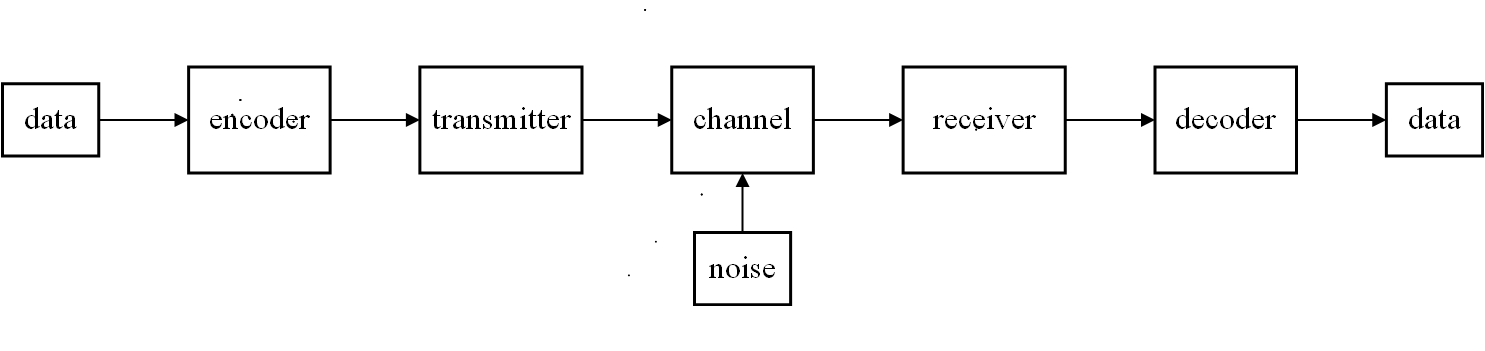 data encoder transmitter channel receiver decoder data
noise